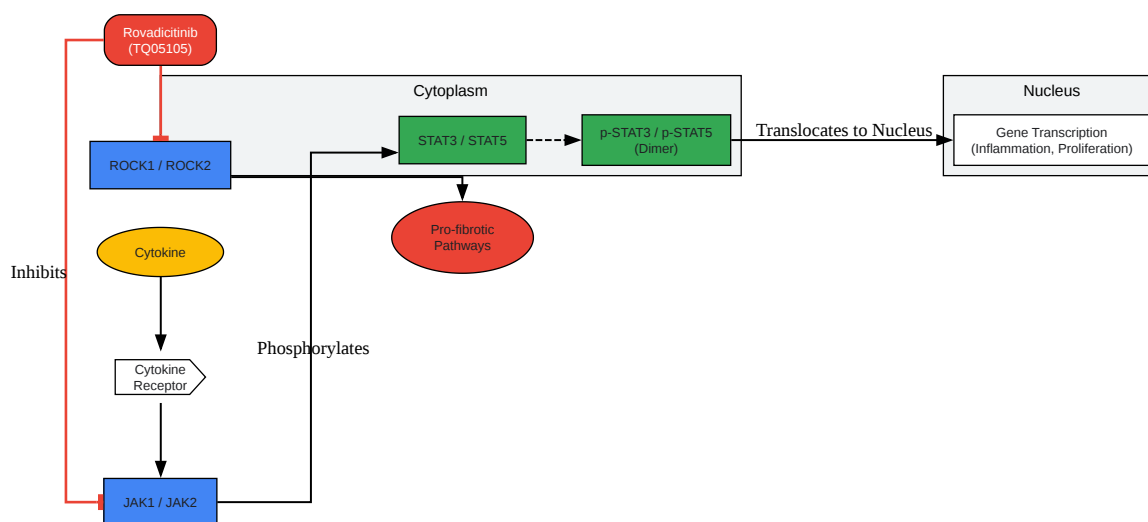 Rovadicitinib
(TQ05105)
Cytoplasm
Nucleus
STAT3 / STAT5
p-STAT3 / p-STAT5
(Dimer)
Translocates to Nucleus
Gene Transcription
(Inflammation, Proliferation)
ROCK1 / ROCK2
Pro-fibrotic
Pathways
Cytokine
Inhibits
Phosphorylates
Cytokine
Receptor
JAK1 / JAK2